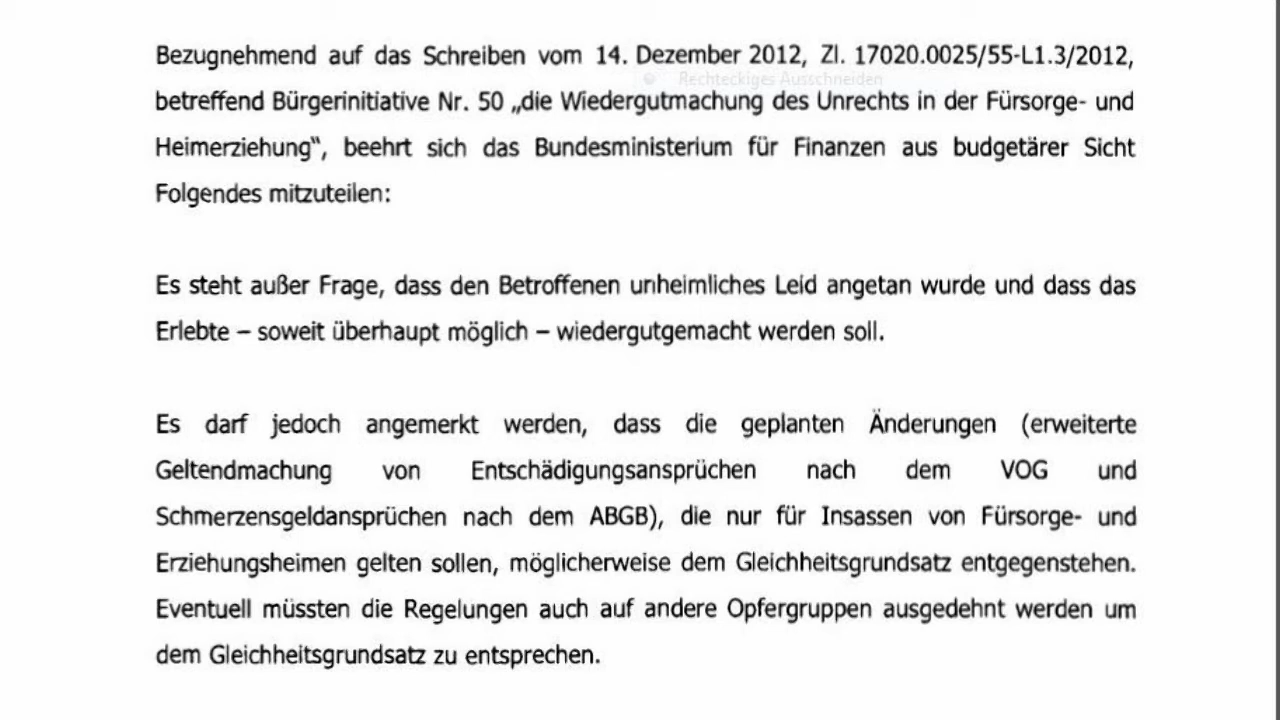 Bezugnehmend auf das Schreiben vom 14. Dezember 2012, Zl. 17020.0025/55-L1.3/2012,
Rechteckiges Ausschneiden
betreffend Bürgerinitiative Nr. 50 „die Wiedergutmachung des Unrechts in der Fürsorge- und
Heimerziehung“, beehrt sich das Bundesministerium für Finanzen aus budgetärer Sicht
Folgendes mitzuteilen:
Es steht außer Frage, dass den Betroffenen unheimliches Leid angetan wurde und dass das
Erlebte – soweit überhaupt möglich – wiedergutgemacht werden soll.
Es darf jedoch angemerkt werden, dass die geplanten Änderungen (erweiterte
Geltendmachung von Entschädigungsansprüchen nach dem VOG und
Schmerzensgeldansprüchen nach dem ABGB), die nur für Insassen von Fürsorge- und
Erziehungsheimen gelten sollen, möglicherweise dem Gleichheitsgrundsatz entgegenstehen.
Eventuell müssten die Regelungen auch auf andere Opfergruppen ausgedehnt werden um
dem Gleichheitsgrundsatz zu entsprechen.